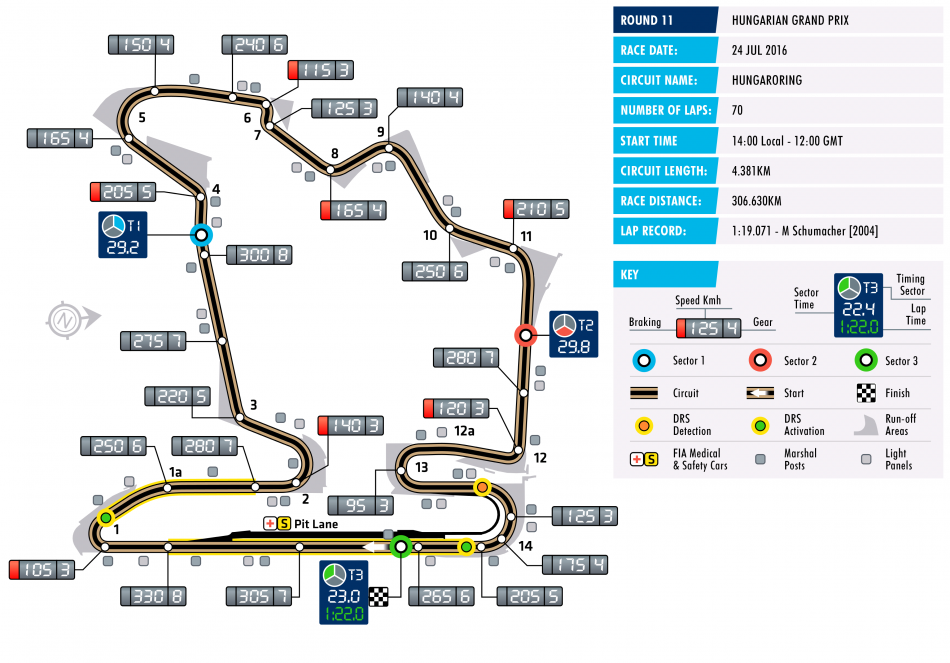 ROUND 11 HUNGARIAN GRAND PRIX
RACE DATE: 24 JUL 2016
CIRCUIT NAME: HUNGARORING
NUMBER OF LAPS: 70
START TIME 14:00 Local - 12:00 GMT
CIRCUIT LENGTH: 4.381KM
RACE DISTANCE: 306.630KM
LAP RECORD: 1:19.071 - M Schumacher [2004]
KEY
Speed Kmh
Braking 125 4 Gear
Sector
Time
T3
22.4
1:22.0
Timing
Sector
Lap
Time
Sector 1 Sector 2 Sector 3
Circuit Start Finish
DRS
Detection
DRS
Activation
Run-off
Areas
+ S FIA Medical
& Safety Cars
Marshal
Posts
Light
Panels
150 4
240 6
115 3
125 3
140 4
5
6
7
8
9
165 4
205 5
4
165 4
T1
29.2
300 8
10
11
210 5
250 6
N
275 7
T2
29.8
280 7
220 5
3
120 3
140 3
12a
250 6
280 7
12
13
1a
2
95 3
1
+ S Pit Lane
125 3
14
105 3
175 4
330 8
305 7
T3
23.0
1:22.0
265 6
205 5